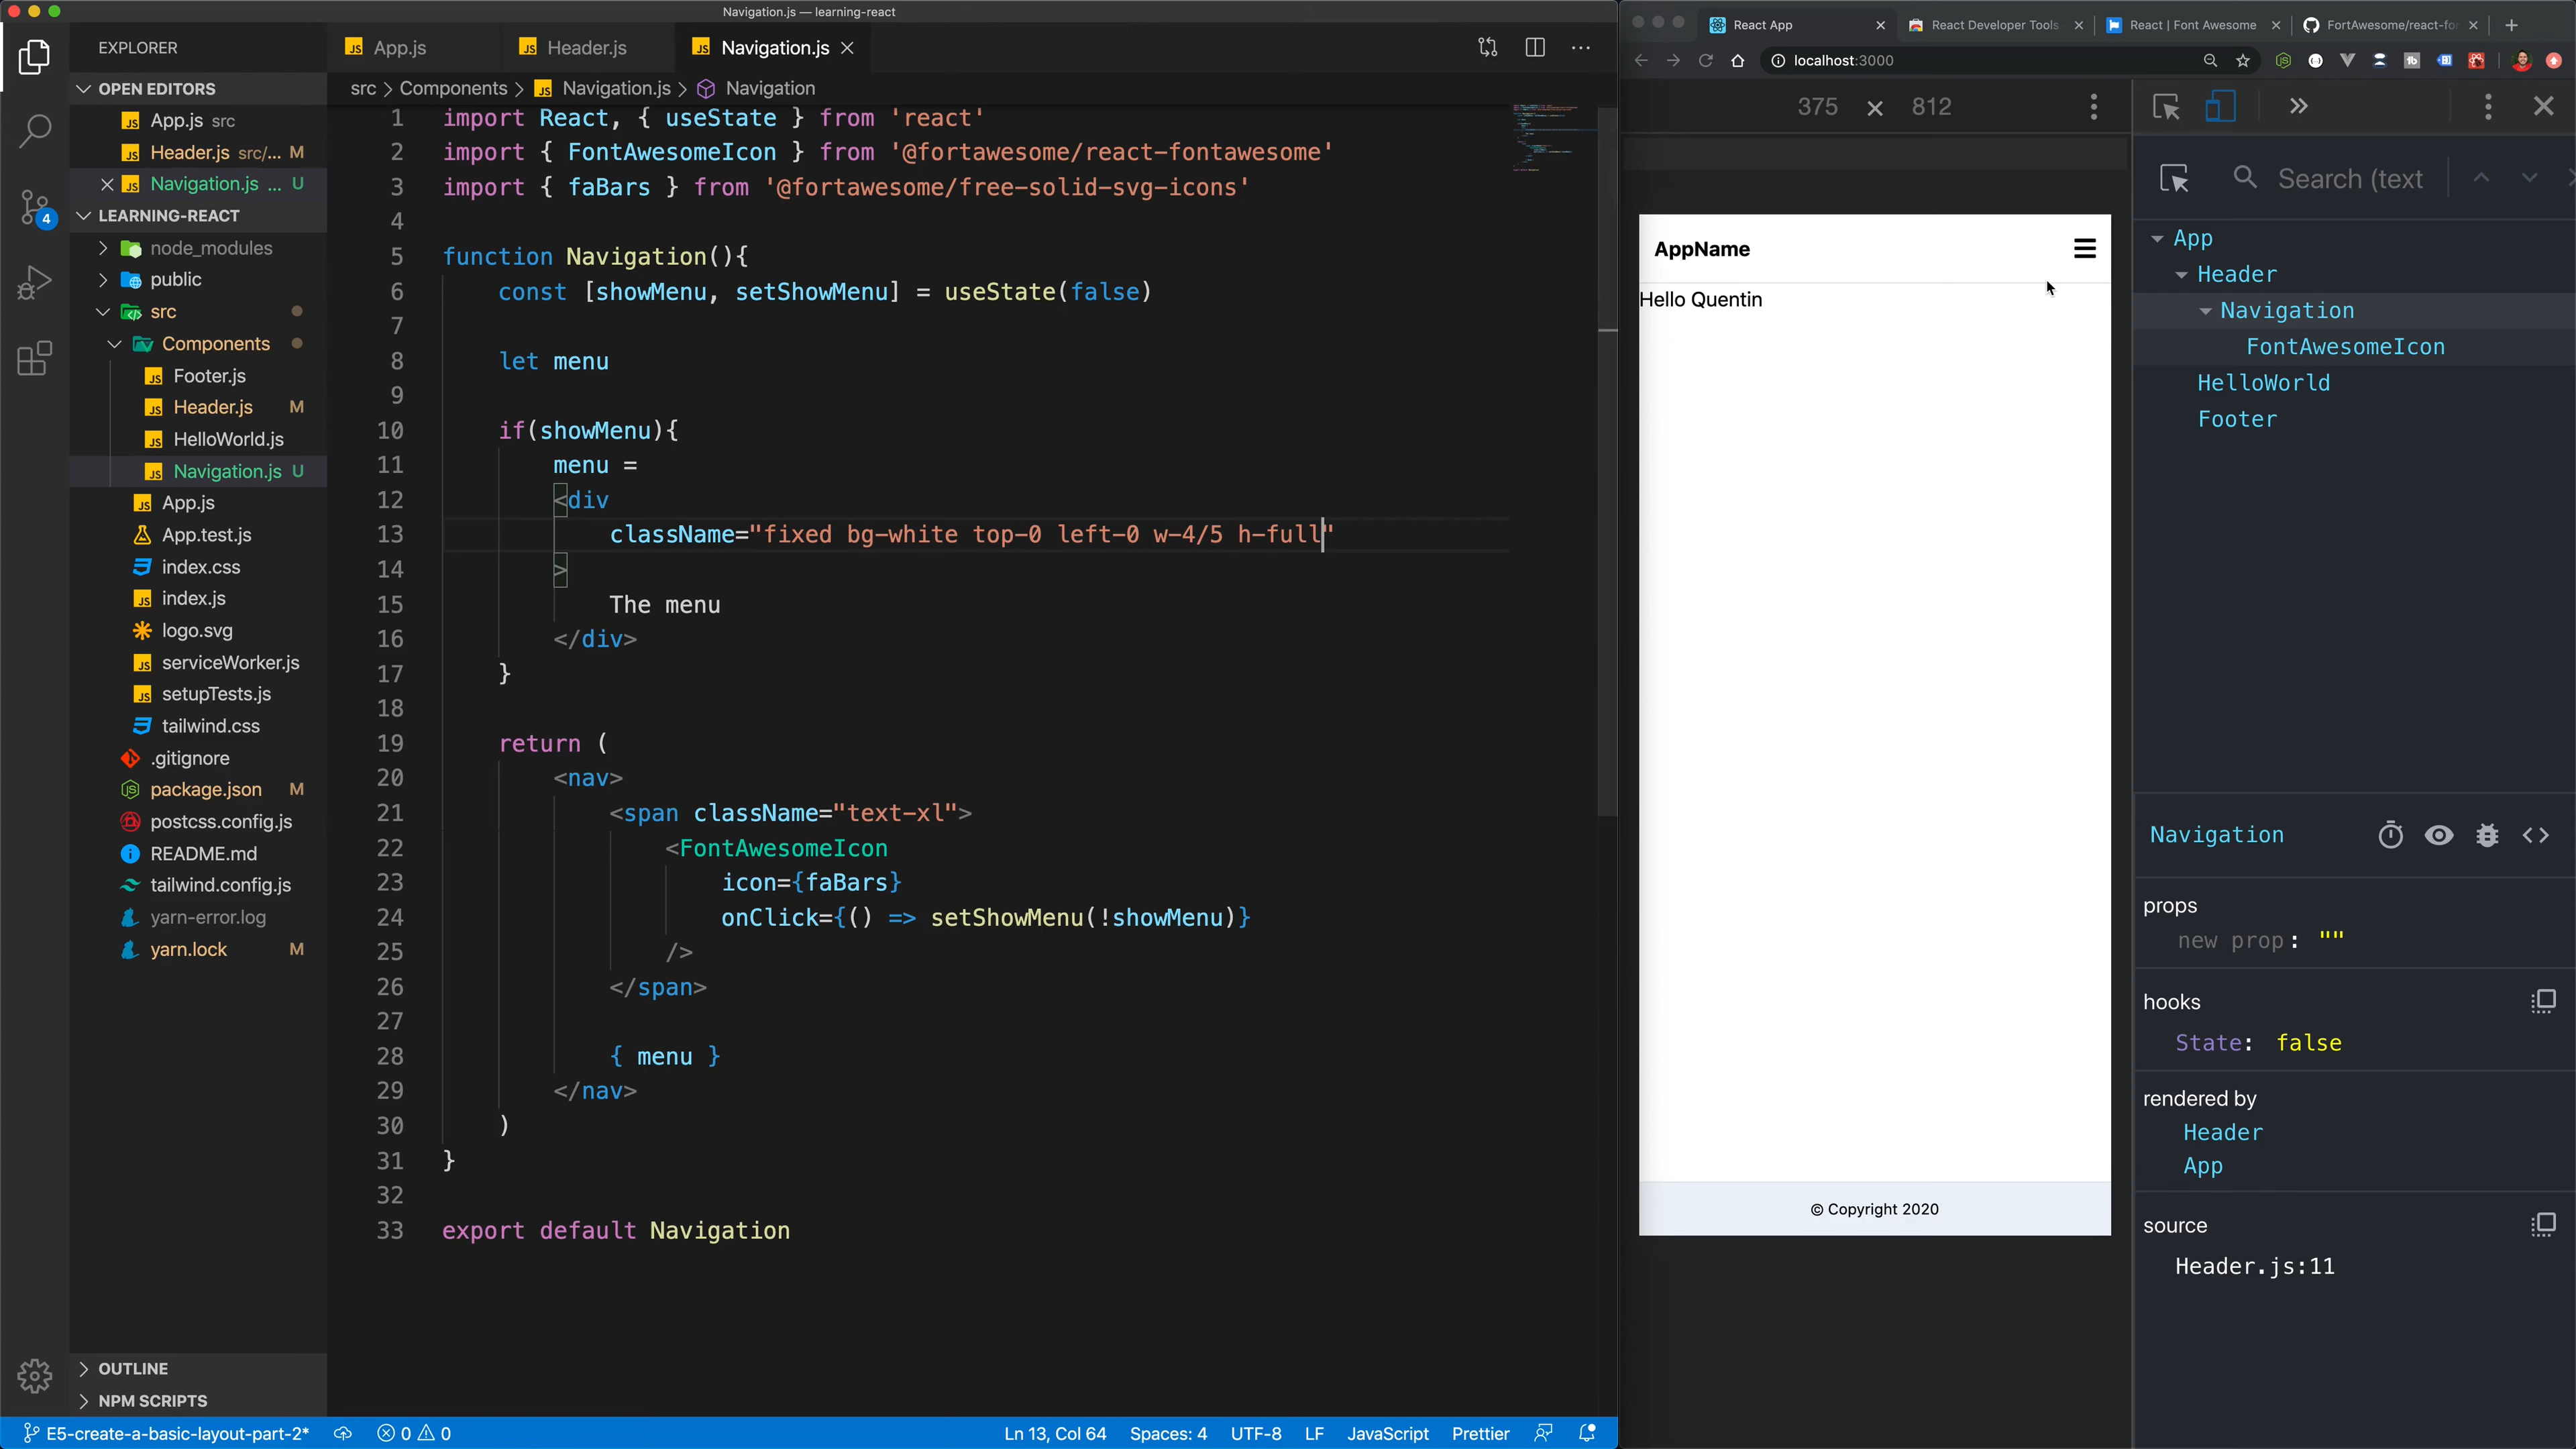 Navigation.js — learning-react
EXPLORER
OPEN EDITORS
App.js src
Header.js src/... M
Navigation.js ... U
LEARNING-REACT
node_modules
public
src
Components
Footer.js
Header.js M
HelloWorld.js
Navigation.js U
App.js
App.test.js
index.css
index.js
logo.svg
serviceWorker.js
setupTests.js
tailwind.css
.gitignore
package.json M
postcss.config.js
README.md
tailwind.config.js
yarn-error.log
yarn.lock M
OUTLINE
NPM SCRIPTS
4
App.js
Header.js
Navigation.js
src > Components > Navigation.js > Navigation
1 import React, { useState } from 'react'
2 import { FontAwesomeIcon } from '@fortawesome/react-fontawesome'
3 import { faBars } from '@fortawesome/free-solid-svg-icons'
4
5 function Navigation(){
6 const [showMenu, setShowMenu] = useState(false)
7
8 let menu
9
10 if(showMenu){
11 menu =
12 <div
13 className="fixed bg-white top-0 left-0 w-4/5 h-full"
14 >
15 The menu
16 </div>
17 }
18
19 return (
20 <nav>
21 <span className="text-xl">
22 <FontAwesomeIcon
23 icon={faBars}
24 onClick={() => setShowMenu(!showMenu)}
25 />
26 </span>
27
28 { menu }
29 </nav>
30 )
31 }
32
33 export default Navigation
E5-create-a-basic-layout-part-2*
0 0
Ln 13, Col 64
Spaces: 4
UTF-8
LF
JavaScript
Prettier
React App
React Developer Tools
React | Font Awesome
FortAwesome/react-fo
localhost:3000
375 × 812
AppName
Hello Quentin
© Copyright 2020
Search (text
App
Header
Navigation
FontAwesomeIcon
HelloWorld
Footer
Navigation
props
new prop: ""
hooks
State: false
rendered by
Header
App
source
Header.js:11